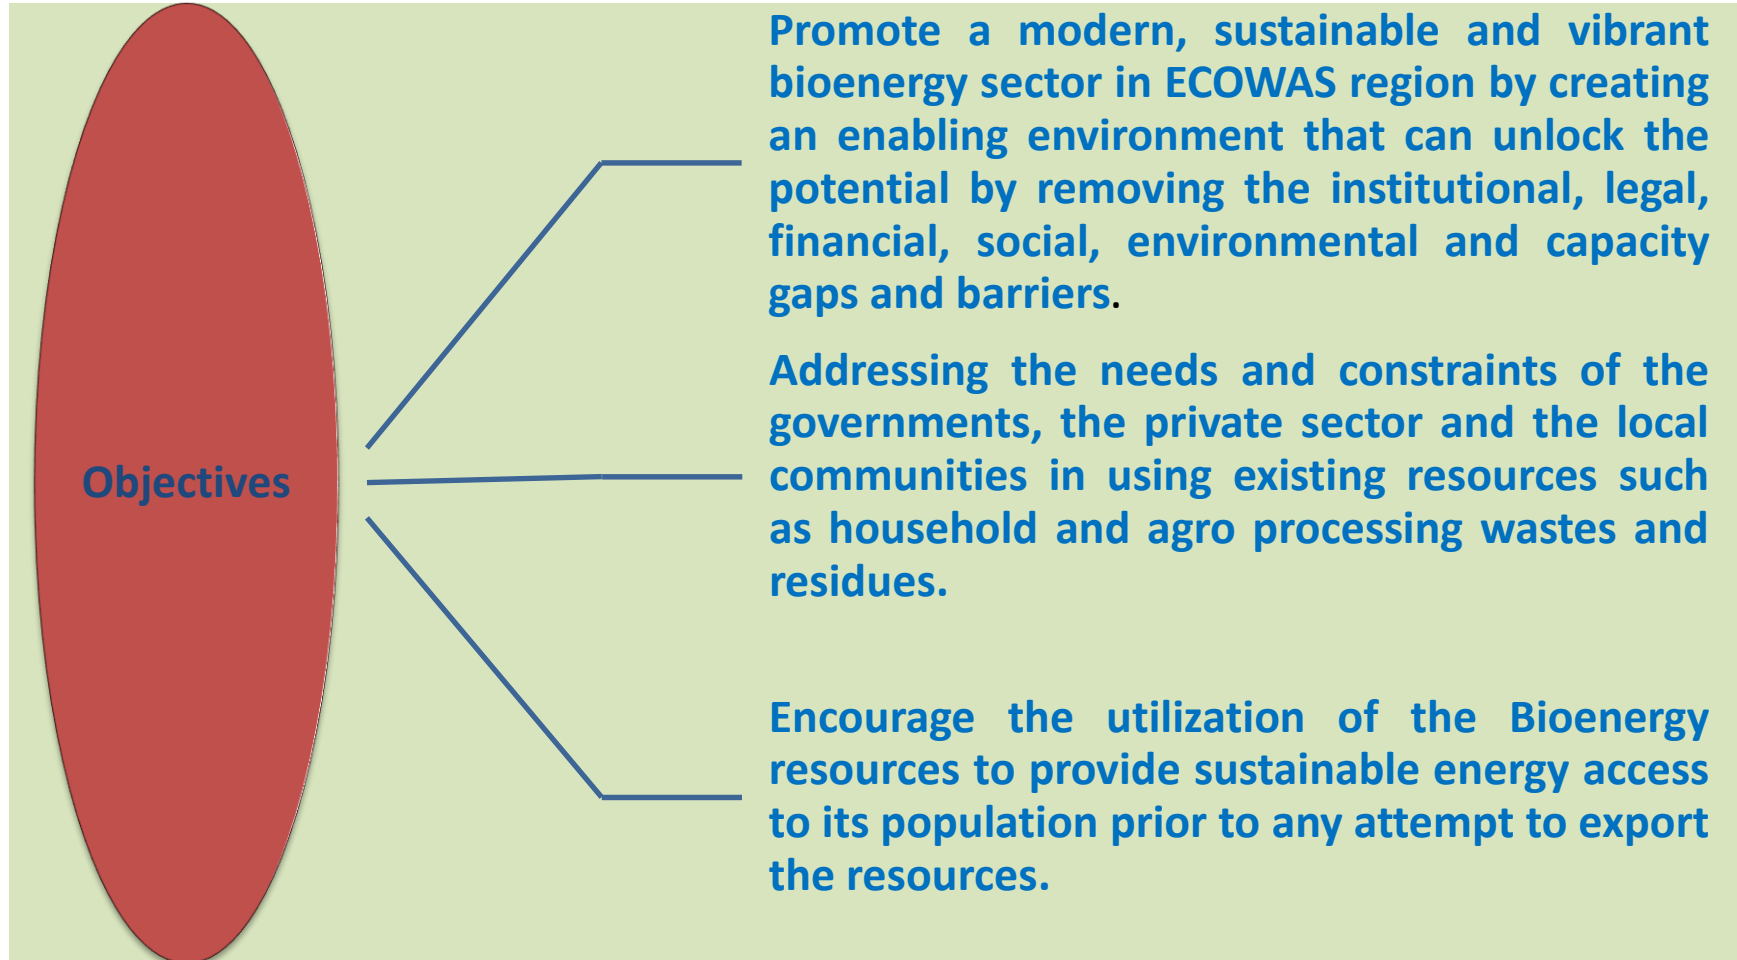 Objectives
Promote a modern, sustainable and vibrant
bioenergy sector in ECOWAS region by creating
an enabling environment that can unlock the
potential by removing the institutional, legal,
financial, social, environmental and capacity
gaps and barriers.
Addressing the needs and constraints of the
governments, the private sector and the local
communities in using existing resources such
as household and agro processing wastes and
residues.
Encourage the utilization of the Bioenergy
resources to provide sustainable energy access
to its population prior to any attempt to export
the resources.